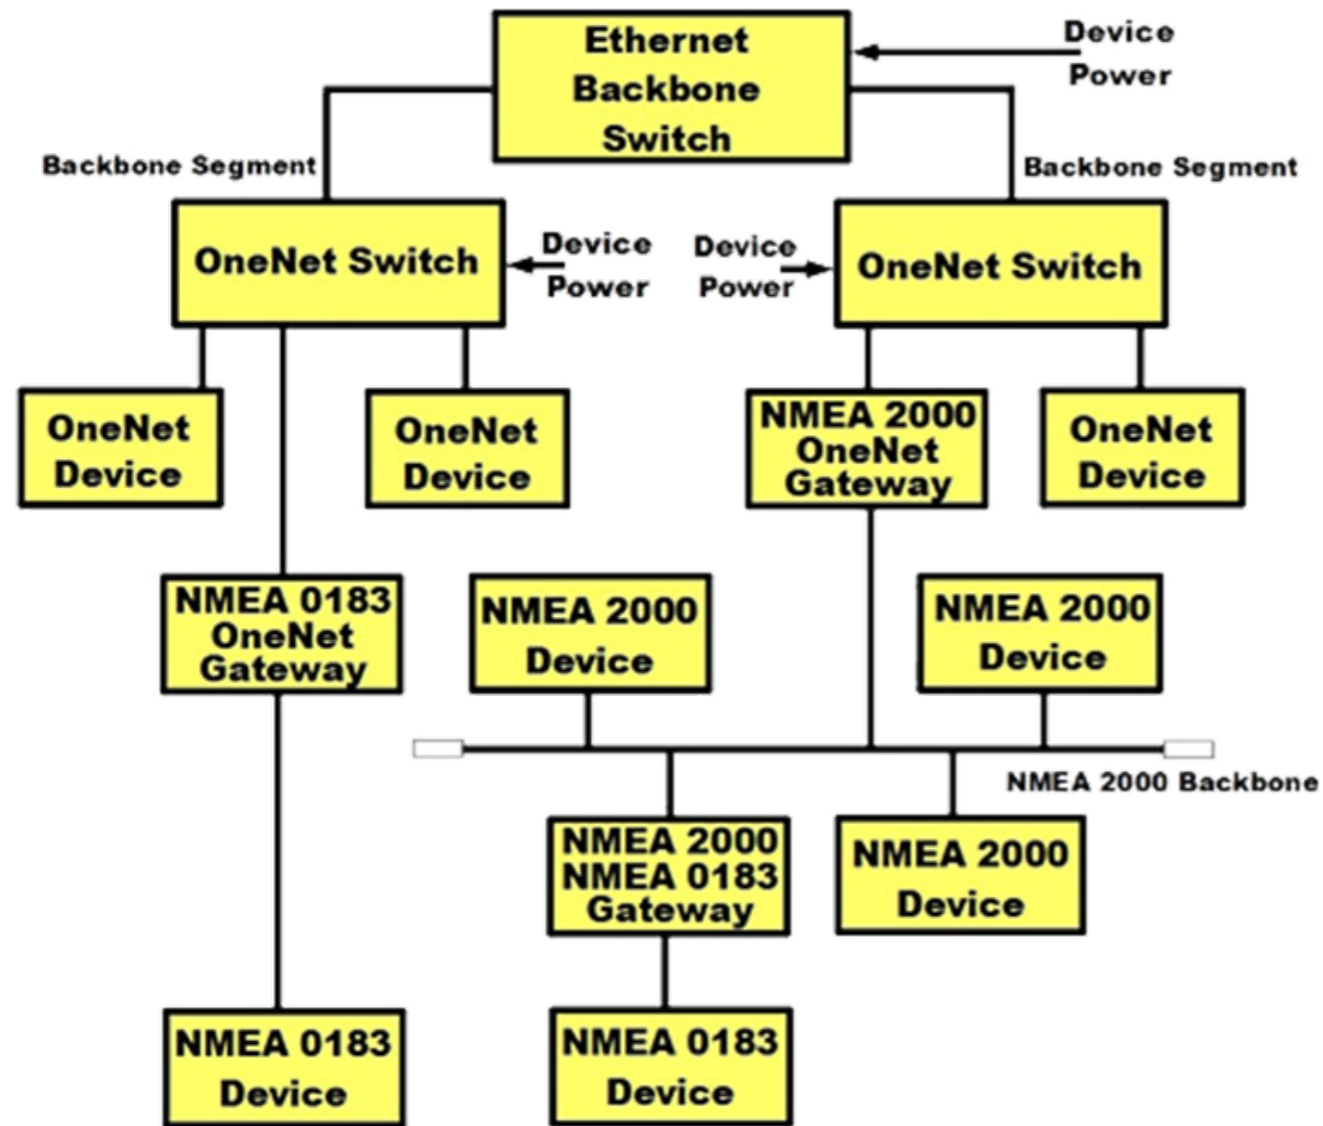 Ethernet
Backbone
Switch
Device
Power
Backbone Segment
Backbone Segment
OneNet Switch
Device
Power
Device
Power
OneNet Switch
OneNet
Device
OneNet
Device
NMEA 2000
OneNet
Gateway
OneNet
Device
NMEA 0183
OneNet
Gateway
NMEA 2000
Device
NMEA 2000
Device
NMEA 2000 Backbone
NMEA 2000
NMEA 0183
Gateway
NMEA 2000
Device
NMEA 0183
Device
NMEA 0183
Device